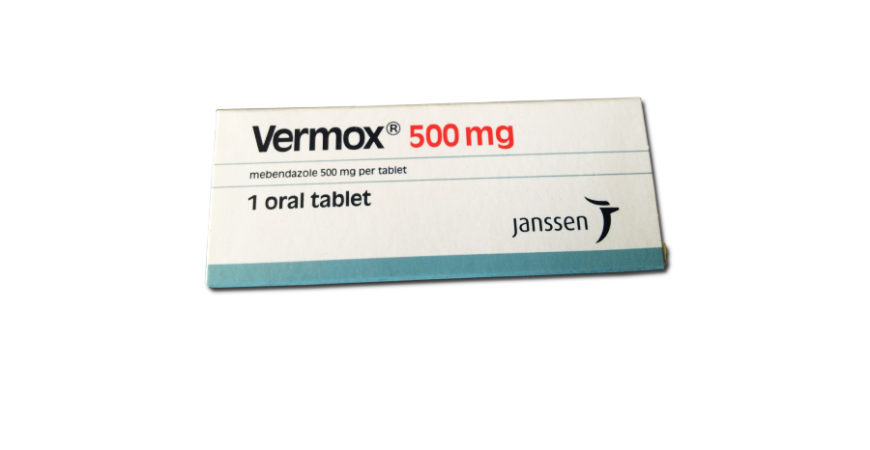 Vermox® 500 mg
mebendazole 500 mg per tablet
1 oral tablet
janssen